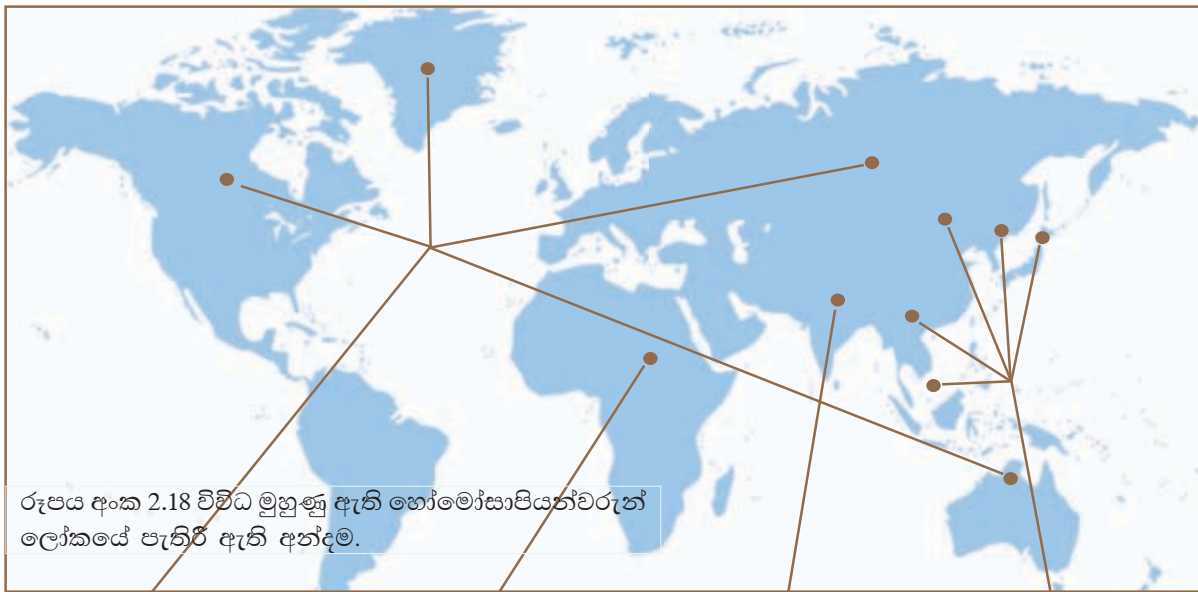 රූපය අංක 2.18 විවිධ මුහුණු ඇති හෝමෝසාපියන්වරුන්
ලෝකයේ පැතිරී ඇති අන්දම.